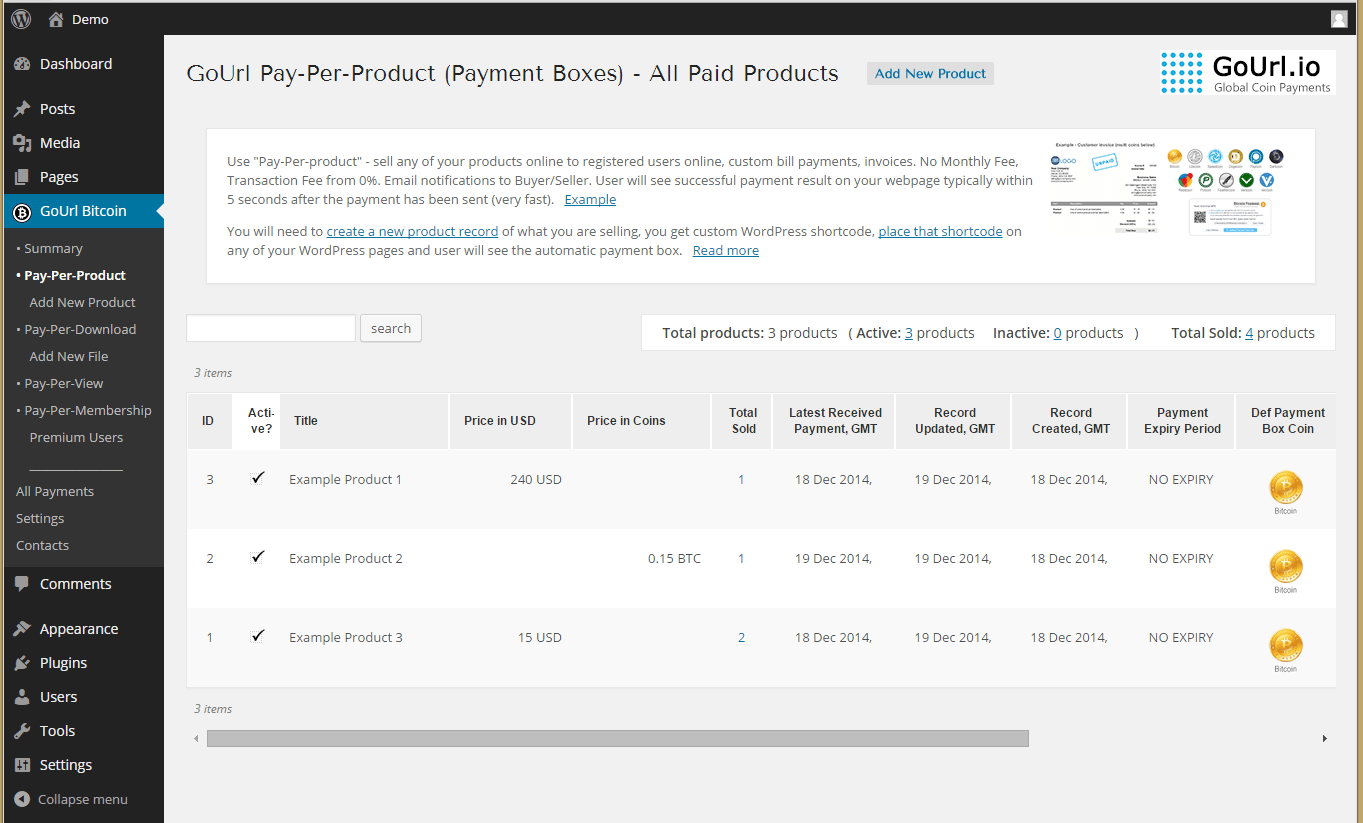 Demo
Dashboard
Posts
Media
Pages
GoUrl Bitcoin
• Summary
• Pay-Per-Product
Add New Product
• Pay-Per-Download
Add New File
• Pay-Per-View
• Pay-Per-Membership
Premium Users
All Payments
Settings
Contacts
Comments
Appearance
Plugins
Users
Tools
Settings
Collapse menu
GoUrl Pay-Per-Product (Payment Boxes) - All Paid Products
Add New Product
GoUrl.io
Global Coin Payments
Use "Pay-Per-product" - sell any of your products online to registered users online, custom bill payments, invoices. No Monthly Fee,
Transaction Fee from 0%. Email notifications to Buyer/Seller. User will see successful payment result on your webpage typically within
5 seconds after the payment has been sent (very fast). Example
You will need to create a new product record of what you are selling, you get custom WordPress shortcode, place that shortcode on
any of your WordPress pages and user will see the automatic payment box. Read more
Example - Customer Invoice (multi coins below)
LOGO
UNPAID
search
Total products: 3 products ( Active: 3 products Inactive: 0 products ) Total Sold: 4 products
3 items
ID Acti-ve? Title Price in USD Price in Coins Total Sold Latest Received Payment, GMT Record Updated, GMT Record Created, GMT Payment Expiry Period Def Payment Box Coin
3 ✓ Example Product 1 240 USD 1 18 Dec 2014, 19 Dec 2014, 18 Dec 2014, NO EXPIRY
Bitcoin
2 ✓ Example Product 2 0.15 BTC 1 19 Dec 2014, 19 Dec 2014, 18 Dec 2014, NO EXPIRY
Bitcoin
1 ✓ Example Product 3 15 USD 2 18 Dec 2014, 19 Dec 2014, 18 Dec 2014, NO EXPIRY
Bitcoin
3 items